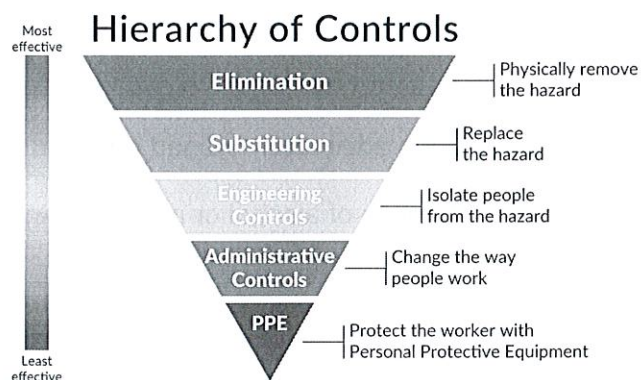 Hierarchy of Controls
Most
effective
Elimination
Physically remove
the hazard
Substitution
Replace
the hazard
Engineering
Controls
Isolate people
from the hazard
Administrative
Controls
Change the way
people work
PPE
Protect the worker with
Personal Protective Equipment
Least
effective